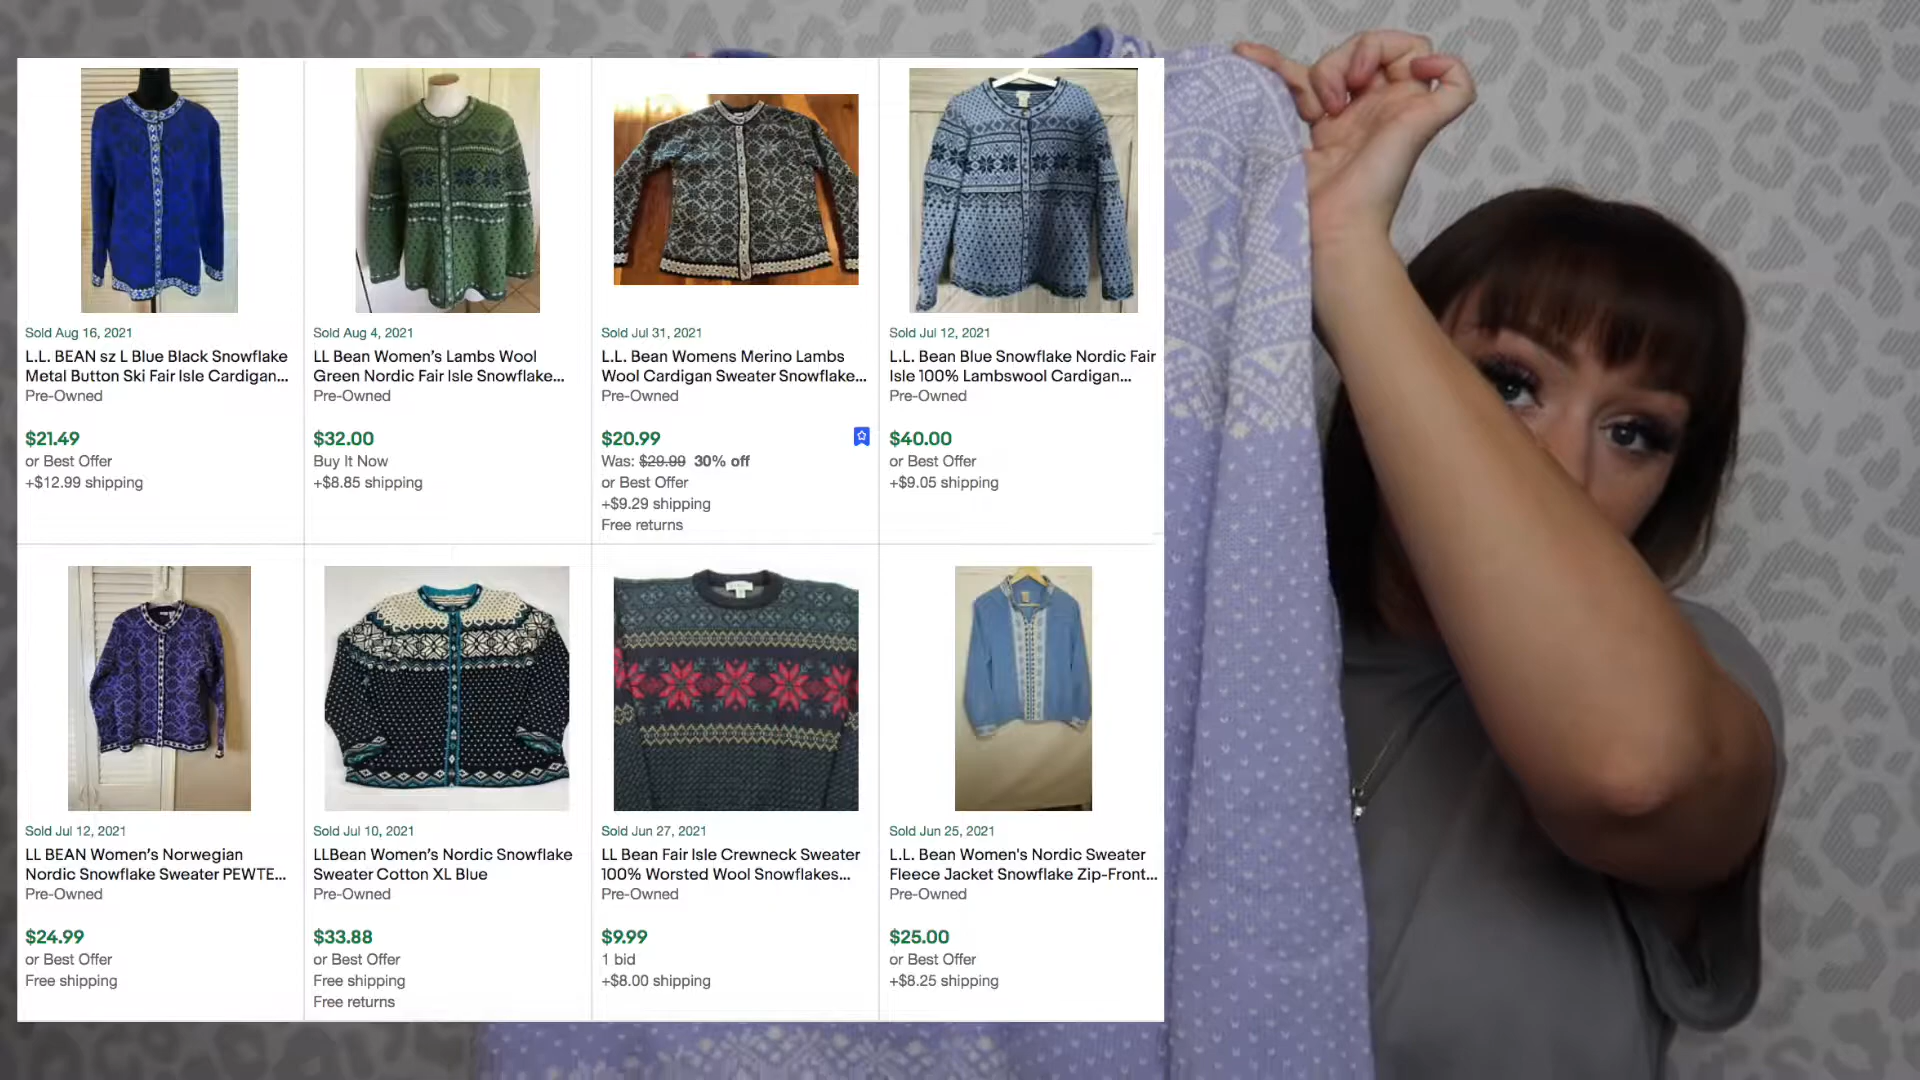 Sold Aug 16, 2021
L.L. BEAN sz L Blue Black Snowflake
Metal Button Ski Fair Isle Cardigan...
Pre-Owned
$21.49
or Best Offer
+$12.99 shipping
Sold Aug 4, 2021
LL Bean Women's Lambs Wool
Green Nordic Fair Isle Snowflake...
Pre-Owned
$32.00
Buy It Now
+$8.85 shipping
Sold Jul 31, 2021
L.L. Bean Womens Merino Lambs
Wool Cardigan Sweater Snowflake...
Pre-Owned
$20.99
Was: $29.99 30% off
or Best Offer
+$9.29 shipping
Free returns
Sold Jul 12, 2021
L.L. Bean Blue Snowflake Nordic Fair
Isle 100% Lambswool Cardigan...
Pre-Owned
$40.00
or Best Offer
+$9.05 shipping
Sold Jul 12, 2021
LL BEAN Women's Norwegian
Nordic Snowflake Sweater PEWTE...
Pre-Owned
$24.99
or Best Offer
Free shipping
Sold Jul 10, 2021
LLBean Women's Nordic Snowflake
Sweater Cotton XL Blue
Pre-Owned
$33.88
or Best Offer
Free shipping
Free returns
Sold Jun 27, 2021
LL Bean Fair Isle Crewneck Sweater
100% Worsted Wool Snowflakes...
Pre-Owned
$9.99
1 bid
+$8.00 shipping
Sold Jun 25, 2021
L.L. Bean Women's Nordic Sweater
Fleece Jacket Snowflake Zip-Front...
Pre-Owned
$25.00
or Best Offer
+$8.25 shipping